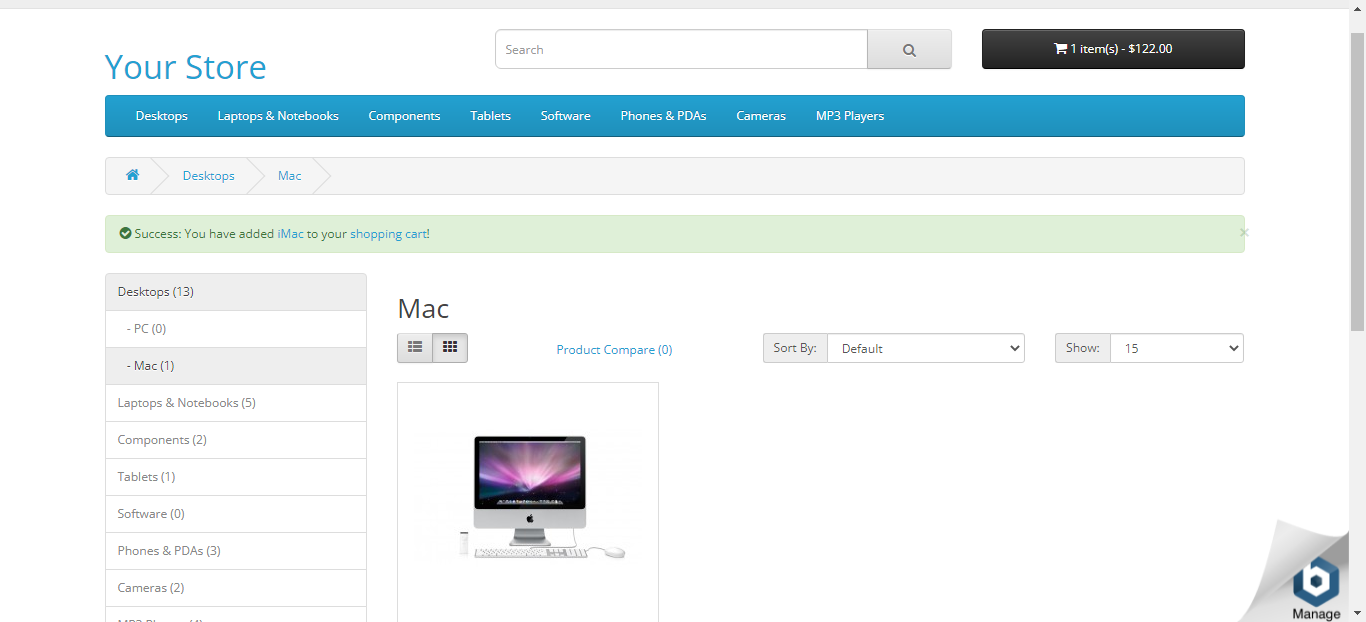 Your Store
Search
1 item(s) - $122.00
Desktops
Laptops & Notebooks
Components
Tablets
Software
Phones & PDAs
Cameras
MP3 Players
Desktops
Mac
Success: You have added iMac to your shopping cart!
×
Desktops (13)
- PC (0)
- Mac (1)
Laptops & Notebooks (5)
Components (2)
Tablets (1)
Software (0)
Phones & PDAs (3)
Cameras (2)
Mac
Product Compare (0)
Sort By:
Default
Show:
15
Manage